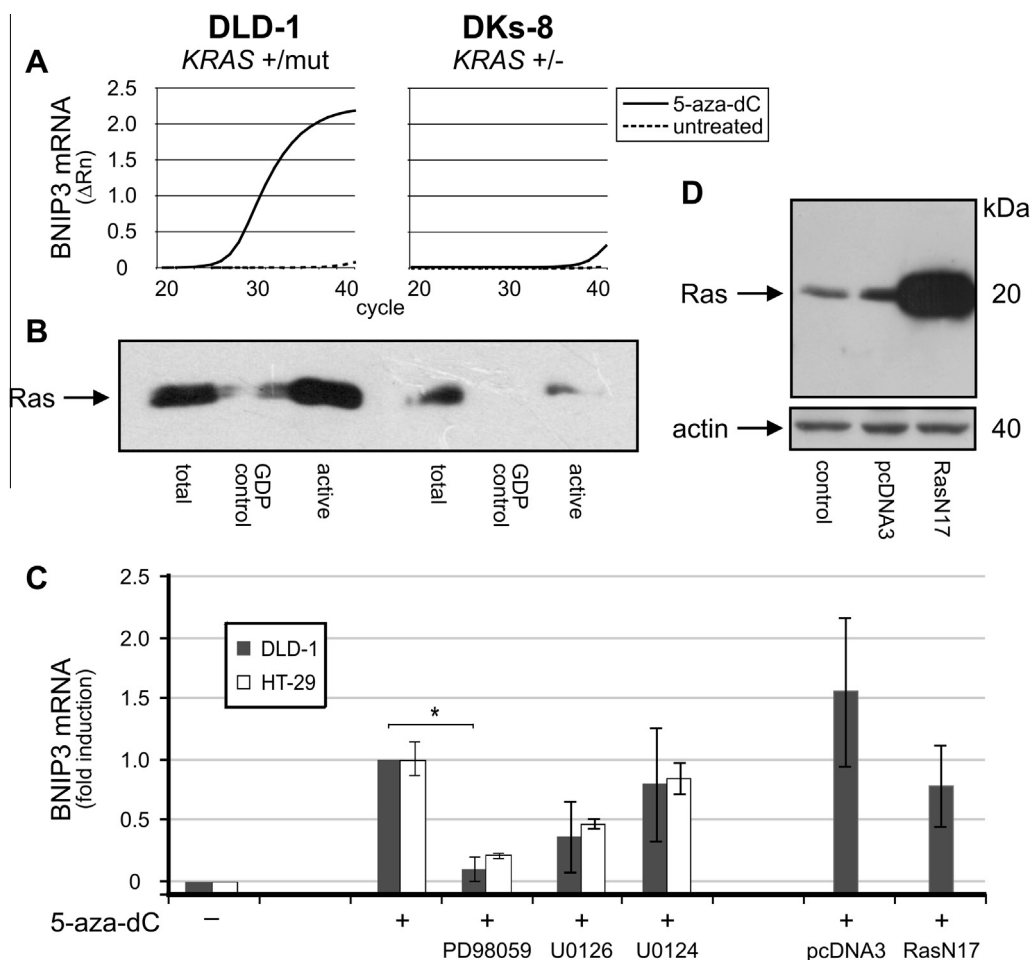 DLD-1
KRAS +/mut
DKs-8
KRAS +/-
A
BNIP3 mRNA
(ΔRn)
2.5
2.0
1.5
1.0
0.5
0
20
30
40
20
30
40
cycle
5-aza-dC
untreated
B
Ras
total
GDP
control
active
total
GDP
control
active
D
kDa
Ras
20
actin
40
control
pcDNA3
RasN17
C
BNIP3 mRNA
(fold induction)
2.5
2.0
1.5
1.0
0.5
0
DLD-1
HT-29
*
5-aza-dC
– + + + + + +
PD98059 U0126 U0124 pcDNA3 RasN17